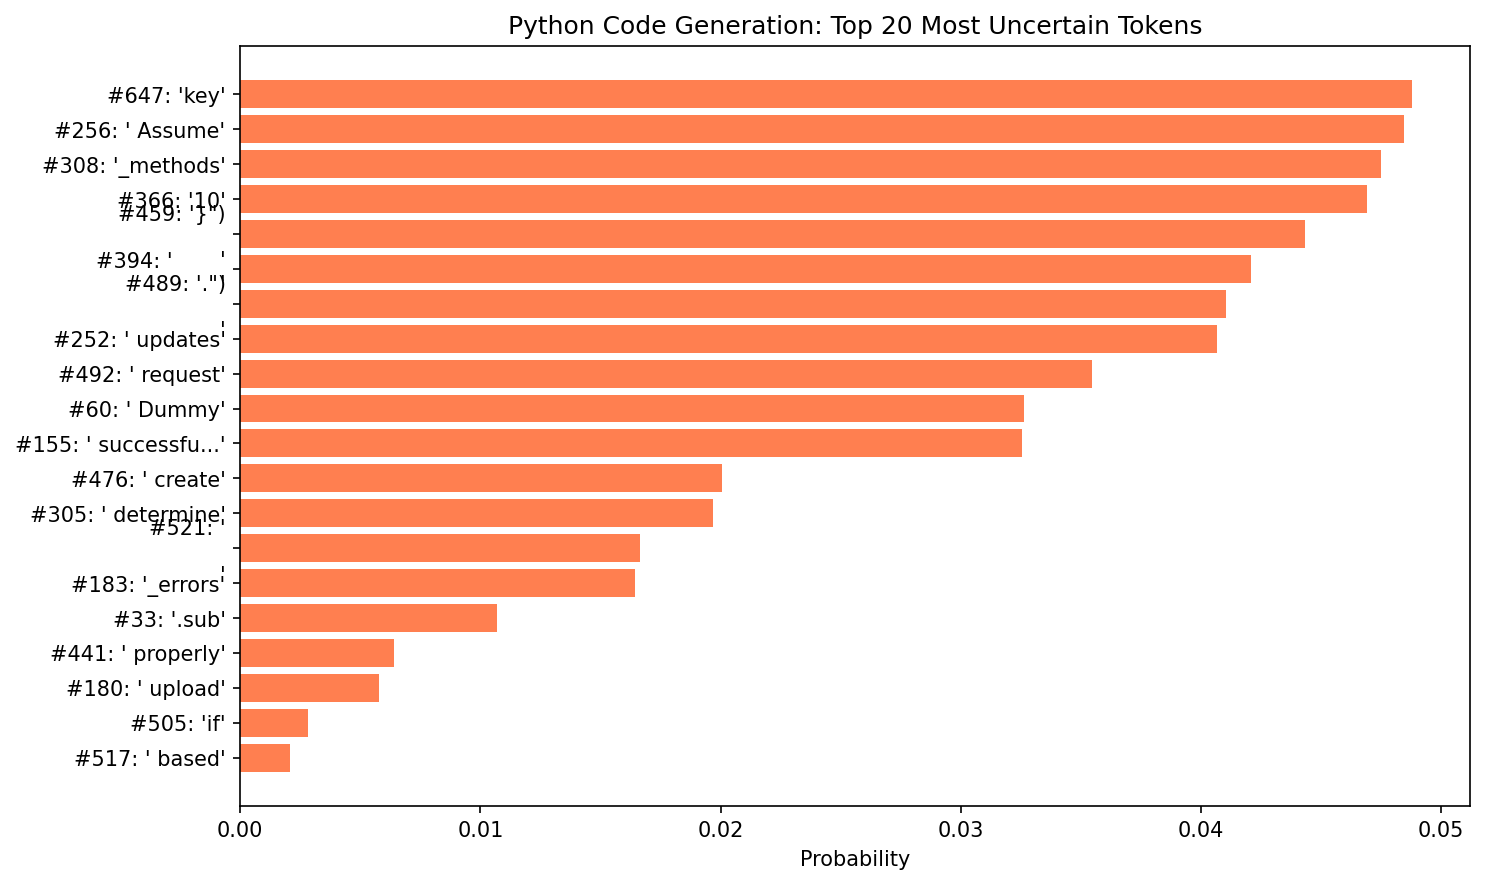 Python Code Generation: Top 20 Most Uncertain Tokens
#647: 'key'
#256: ' Assume'
#308: '_methods'
#366: '10'
#459: '}")
'
#394: '       '
#489: '.")
'
#252: ' updates'
#492: ' request'
#60: ' Dummy'
#155: ' successfu...'
#476: ' create'
#305: ' determine'
#521: '
'
#183: '_errors'
#33: '.sub'
#441: ' properly'
#180: ' upload'
#505: 'if'
#517: ' based'
0.00 0.01 0.02 0.03 0.04 0.05
Probability